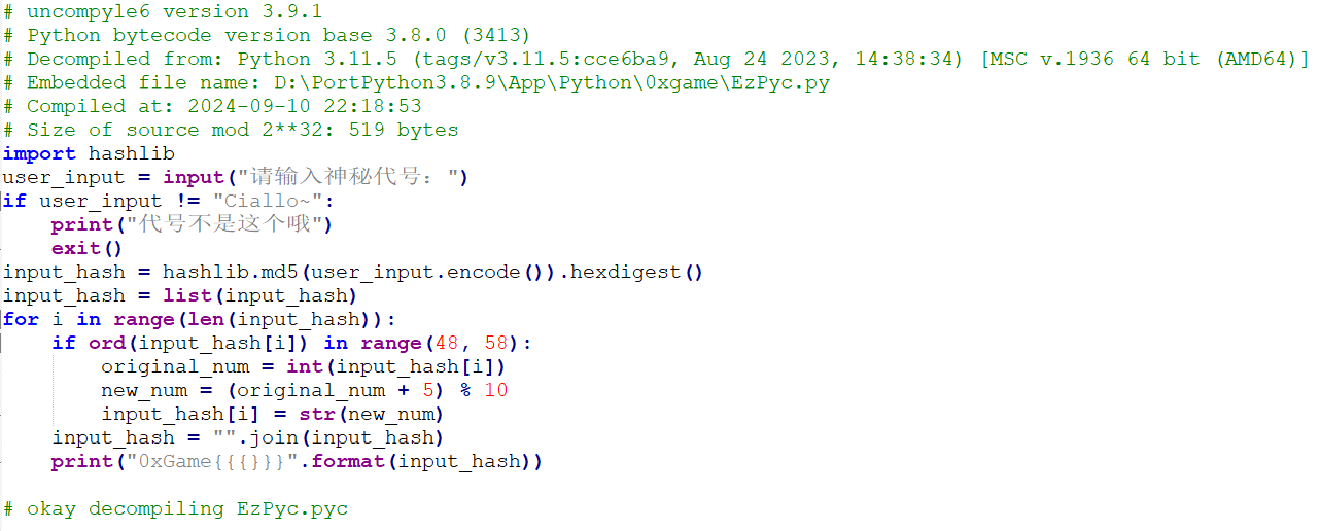 # uncompyle6 version 3.9.1
# Python bytecode version base 3.8.0 (3413)
# Decompiled from: Python 3.11.5 (tags/v3.11.5:cce6ba9, Aug 24 2023, 14:38:34) [MSC v.1936 64 bit (AMD64)]
# Embedded file name: D:\PortPython3.8.9\App\Python\0xgame\EzPyc.py
# Compiled at: 2024-09-10 22:18:53
# Size of source mod 2**32: 519 bytes
import hashlib
user_input = input("请输入神秘代号：")
if user_input != "Ciallo~":
    print("代号不是这个哦")
    exit()
input_hash = hashlib.md5(user_input.encode()).hexdigest()
input_hash = list(input_hash)
for i in range(len(input_hash)):
    if ord(input_hash[i]) in range(48, 58):
        original_num = int(input_hash[i])
        new_num = (original_num + 5) % 10
        input_hash[i] = str(new_num)
    input_hash = "".join(input_hash)
    print("0xGame{{{}}}".format(input_hash))
# okay decompiling EzPyc.pyc